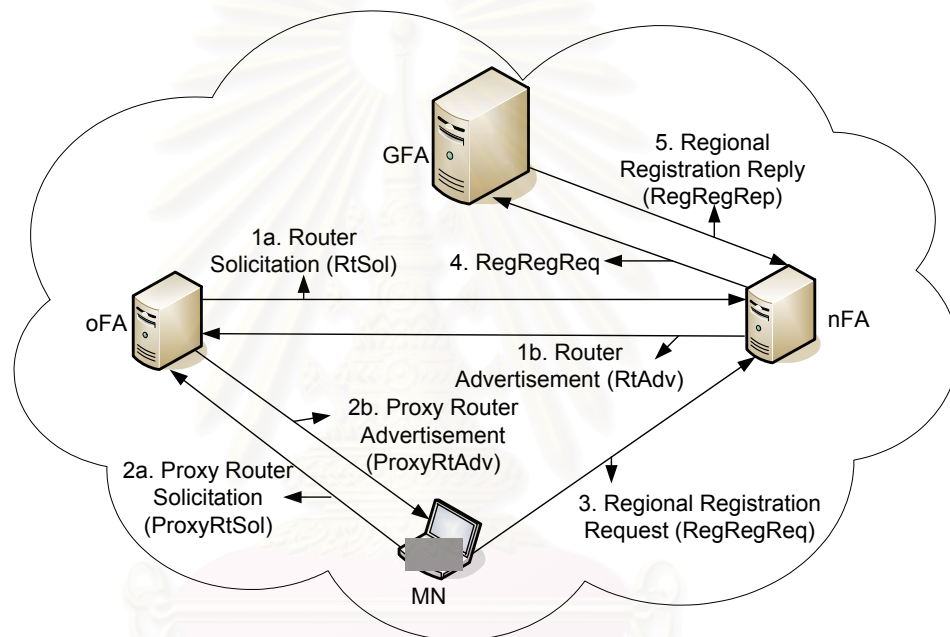 GFA
5. Regional
Registration Reply
(RegRegRep)
1a. Router
Solicitation (RtSol)
4. RegRegReq
oFA
nFA
1b. Router
Advertisement (RtAdv)
2b. Proxy Router
Advertisement
(ProxyRtAdv)
2a. Proxy Router
Solicitation
(ProxyRtSol)
3. Regional Registration
Request (RegRegReq)
MN